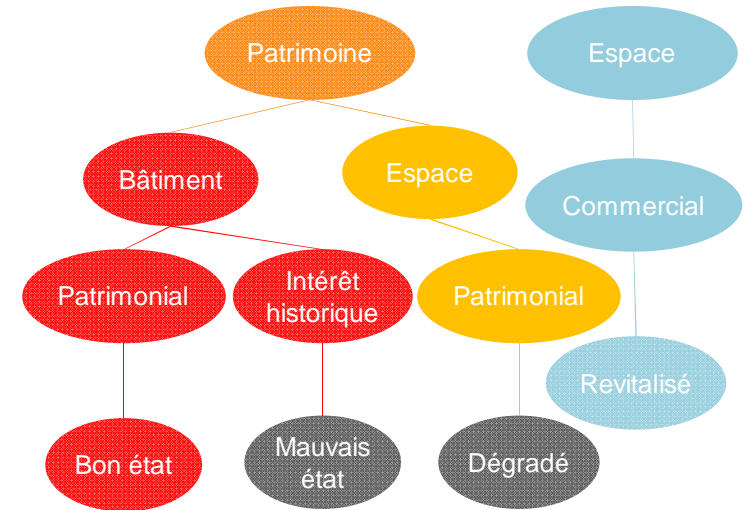 Patrimoine
Espace
Bâtiment
Espace
Commercial
Patrimonial
Intérêt
historique
Patrimonial
Revitalisé
Bon état
Mauvais
état
Dégradé